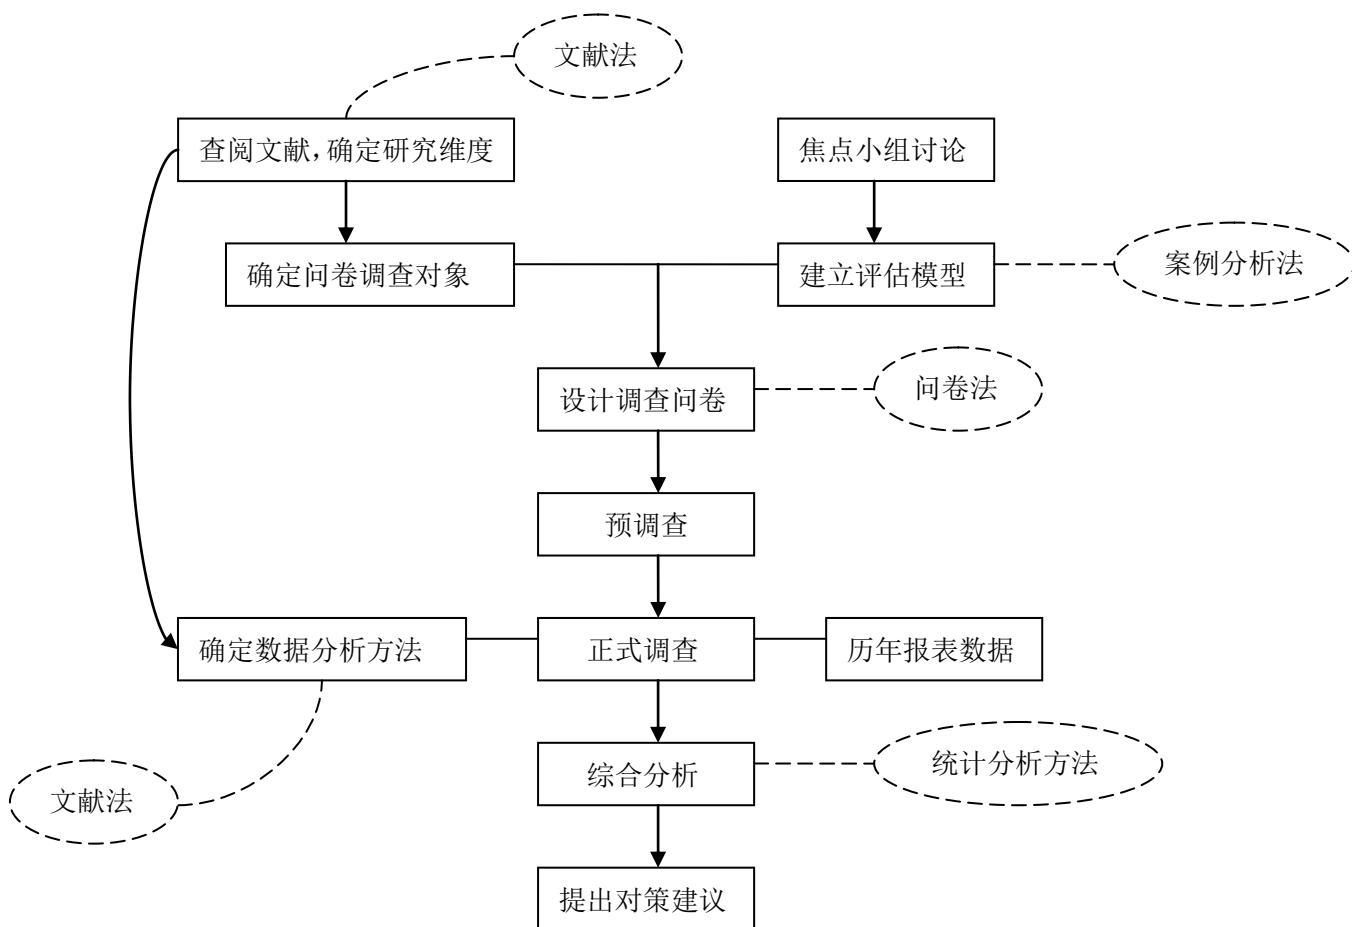 文献法
查阅文献，确定研究维度
焦点小组讨论
确定问卷调查对象
建立评估模型
案例分析法
设计调查问卷
问卷法
预调查
确定数据分析方法
正式调查
历年报表数据
综合分析
统计分析方法
文献法
提出对策建议